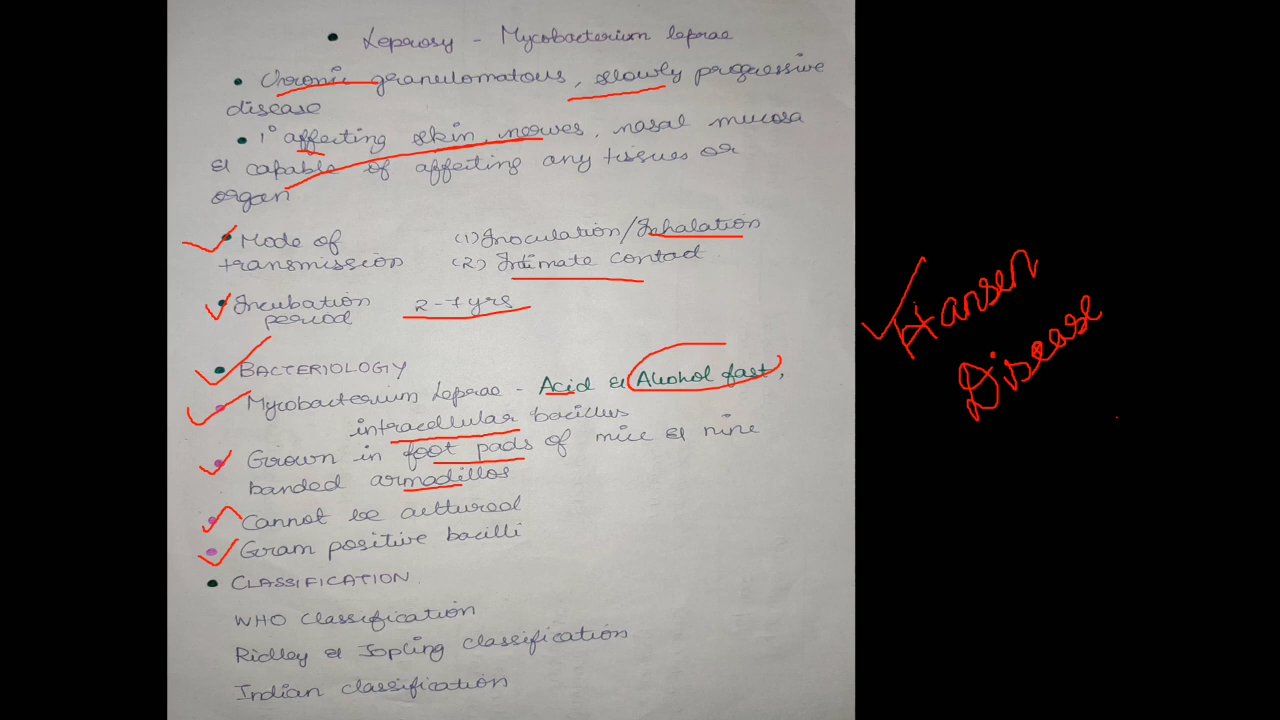 • Leprosy - Mycobacterium leprae
• Chronic granulomatous, slowly progressive
disease
• 1° affecting skin, nerves, nasal mucosa
& capable of affecting any tissues or
organ
• Mode of transmission
(1) Inoculation/Inhalation
(2) Intimate contact
• Incubation period
2-7 yrs
• BACTERIOLOGY
• Mycobacterium Leprae - Acid & Alcohol fast,
intracellular bacillus
• Grown in foot pads of mice & nine
banded armadillos
• Cannot be cultured
• Gram positive bacilli
• CLASSIFICATION
WHO Classification
Ridley & Jopling classification
Indian classification
Hansen
Disease